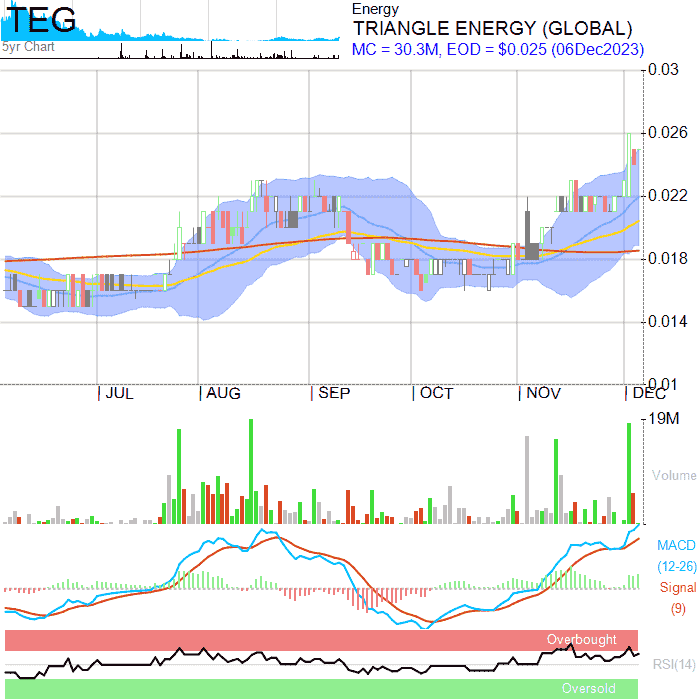 TEG
5yr Chart
Energy
TRIANGLE ENERGY (GLOBAL)
MC = 30.3M, EOD = $0.025 (06Dec2023)
0.03
0.026
0.022
0.018
0.014
0.01
JUL AUG SEP OCT NOV DEC
19M
Volume
MACD
(12-26)
Signal
(9)
Overbought
RSI(14)
Oversold